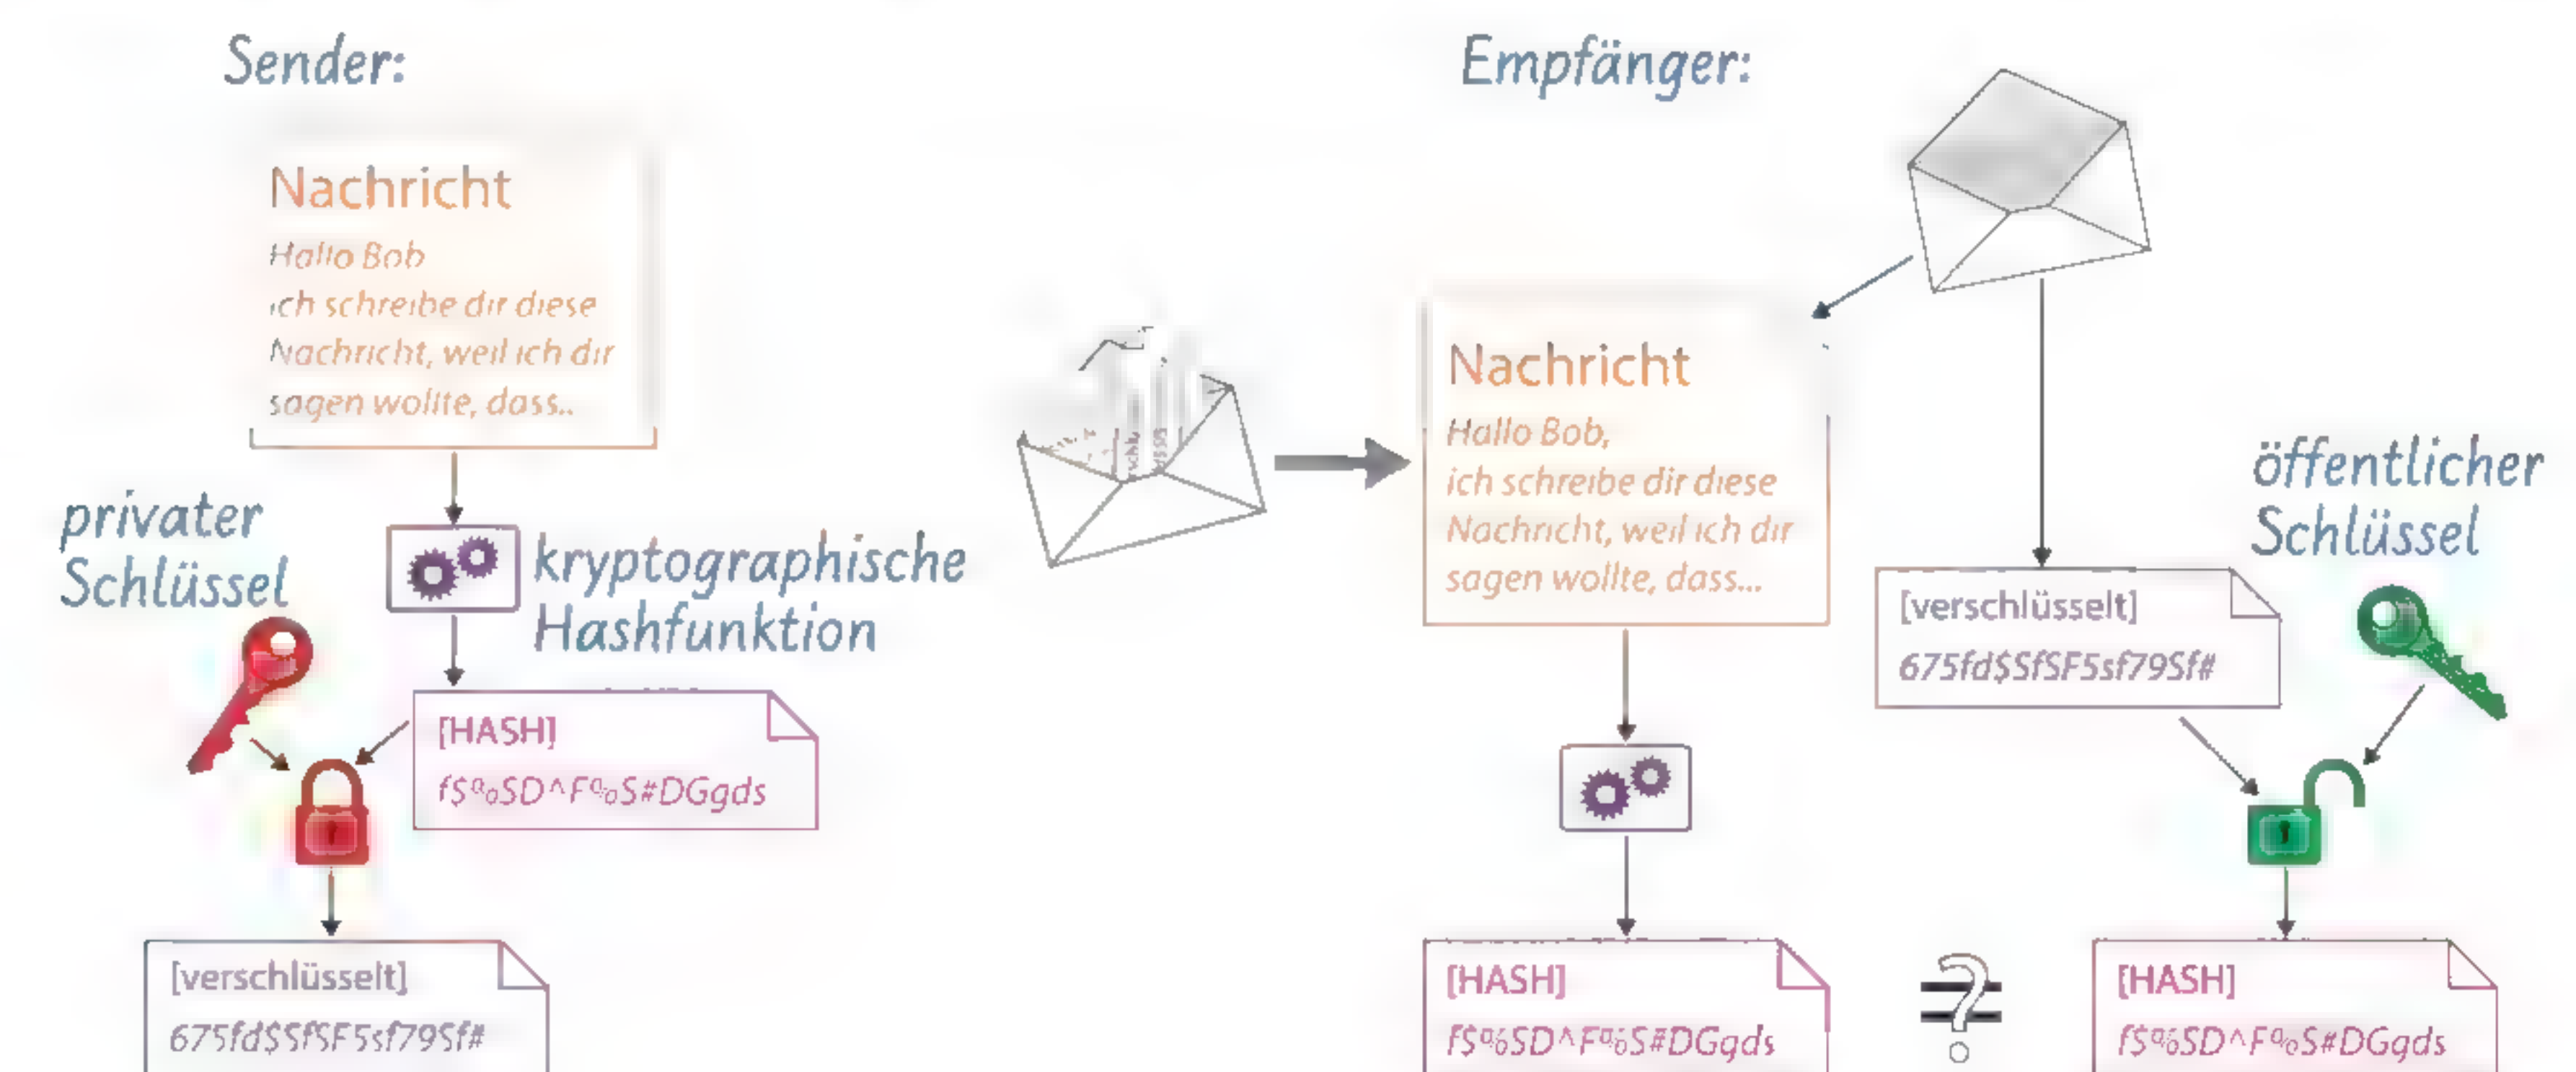 Sender:
Nachricht
Hallo Bob
ich schreibe dir diese
Nachricht, weil ich dir
sagen wollte, dass..
privater
Schlüssel
kryptographische
Hashfunktion
[HASH]
f$%SD^F%S#DGgds
[verschlüsselt]
675fd$SfSF5sf79Sf#
Empfänger:
Nachricht
Hallo Bob,
ich schreibe dir diese
Nachricht, weil ich dir
sagen wollte, dass...
[verschlüsselt]
675fd$SfSF5sf79Sf#
öffentlicher
Schlüssel
[HASH]
f$%SD^F%S#DGgds
=?
[HASH]
f$%SD^F%S#DGgds